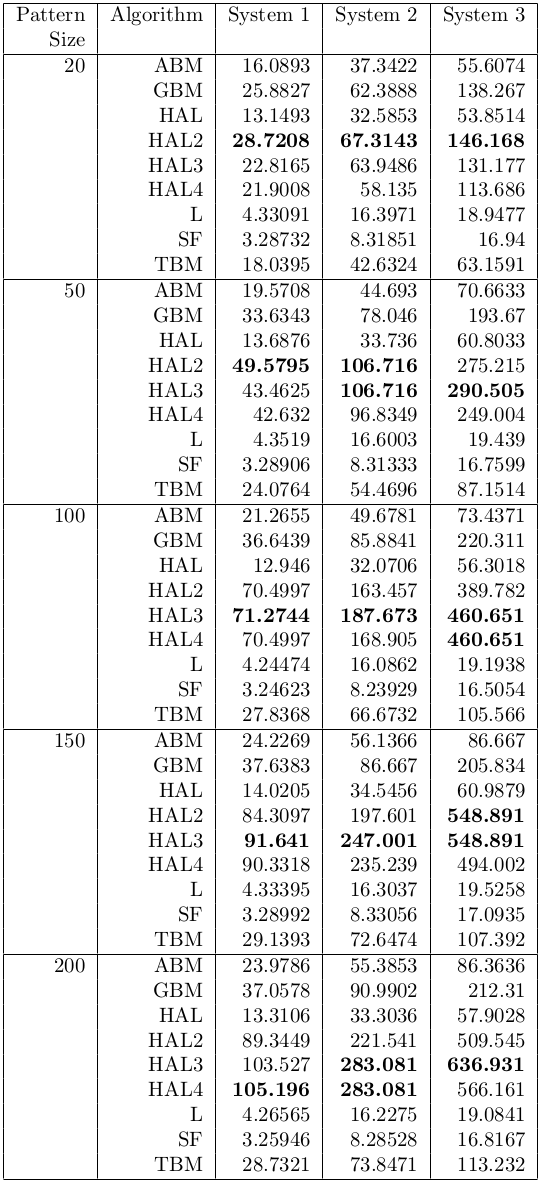 Pattern Algorithm System 1 System 2 System 3
Size
20 ABM 16.0893 37.3422 55.6074
GBM 25.8827 62.3888 138.267
HAL 13.1493 32.5853 53.8514
HAL2 28.7208 67.3143 146.168
HAL3 22.8165 63.9486 131.177
HAL4 21.9008 58.135 113.686
L 4.33091 16.3971 18.9477
SF 3.28732 8.31851 16.94
TBM 18.0395 42.6324 63.1591
50 ABM 19.5708 44.693 70.6633
GBM 33.6343 78.046 193.67
HAL 13.6876 33.736 60.8033
HAL2 49.5795 106.716 275.215
HAL3 43.4625 106.716 290.505
HAL4 42.632 96.8349 249.004
L 4.3519 16.6003 19.439
SF 3.28906 8.31333 16.7599
TBM 24.0764 54.4696 87.1514
100 ABM 21.2655 49.6781 73.4371
GBM 36.6439 85.8841 220.311
HAL 12.946 32.0706 56.3018
HAL2 70.4997 163.457 389.782
HAL3 71.2744 187.673 460.651
HAL4 70.4997 168.905 460.651
L 4.24474 16.0862 19.1938
SF 3.24623 8.23929 16.5054
TBM 27.8368 66.6732 105.566
150 ABM 24.2269 56.1366 86.667
GBM 37.6383 86.667 205.834
HAL 14.0205 34.5456 60.9879
HAL2 84.3097 197.601 548.891
HAL3 91.641 247.001 548.891
HAL4 90.3318 235.239 494.002
L 4.33395 16.3037 19.5258
SF 3.28992 8.33056 17.0935
TBM 29.1393 72.6474 107.392
200 ABM 23.9786 55.3853 86.3636
GBM 37.0578 90.9902 212.31
HAL 13.3106 33.3036 57.9028
HAL2 89.3449 221.541 509.545
HAL3 103.527 283.081 636.931
HAL4 105.196 283.081 566.161
L 4.26565 16.2275 19.0841
SF 3.25946 8.28528 16.8167
TBM 28.7321 73.8471 113.232